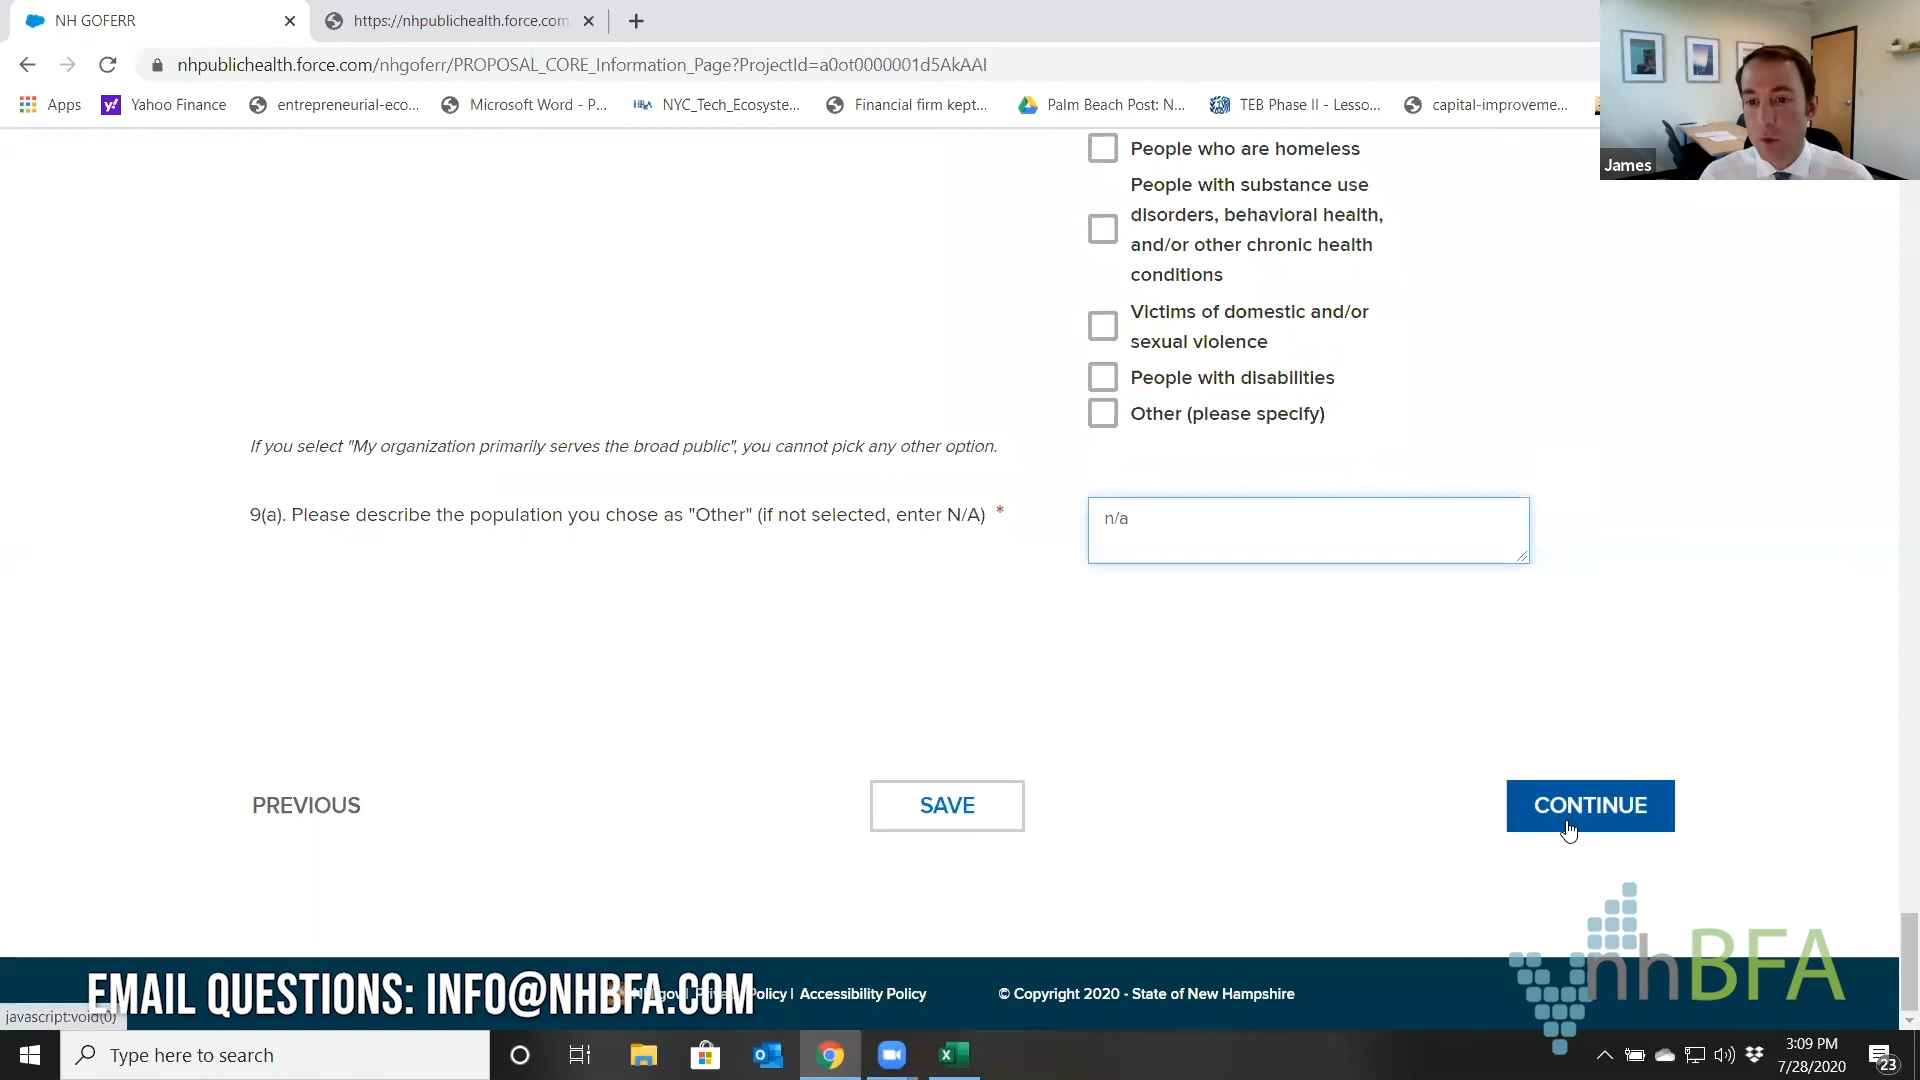 NH GOFERR
https://nhpublichealth.force.com
nhpublichealth.force.com/nhgoferr/PROPOSAL_CORE_Information_Page?ProjectId=a0ot0000001d5AkAAI
Apps
Yahoo Finance
entrepreneurial-eco...
Microsoft Word - P...
NYC_Tech_Ecosyste...
Financial firm kept...
Palm Beach Post: N...
TEB Phase II - Lesso...
capital-improveme...
James
People who are homeless
People with substance use
disorders, behavioral health,
and/or other chronic health
conditions
Victims of domestic and/or
sexual violence
People with disabilities
Other (please specify)
If you select "My organization primarily serves the broad public", you cannot pick any other option.
9(a). Please describe the population you chose as "Other" (if not selected, enter N/A) *
n/a
PREVIOUS
SAVE
CONTINUE
nhBFA
EMAIL QUESTIONS: INFO@NHBFA.COM
Policy | Accessibility Policy
© Copyright 2020 - State of New Hampshire
javascript:void(0)
Type here to search
3:09 PM
7/28/2020
23